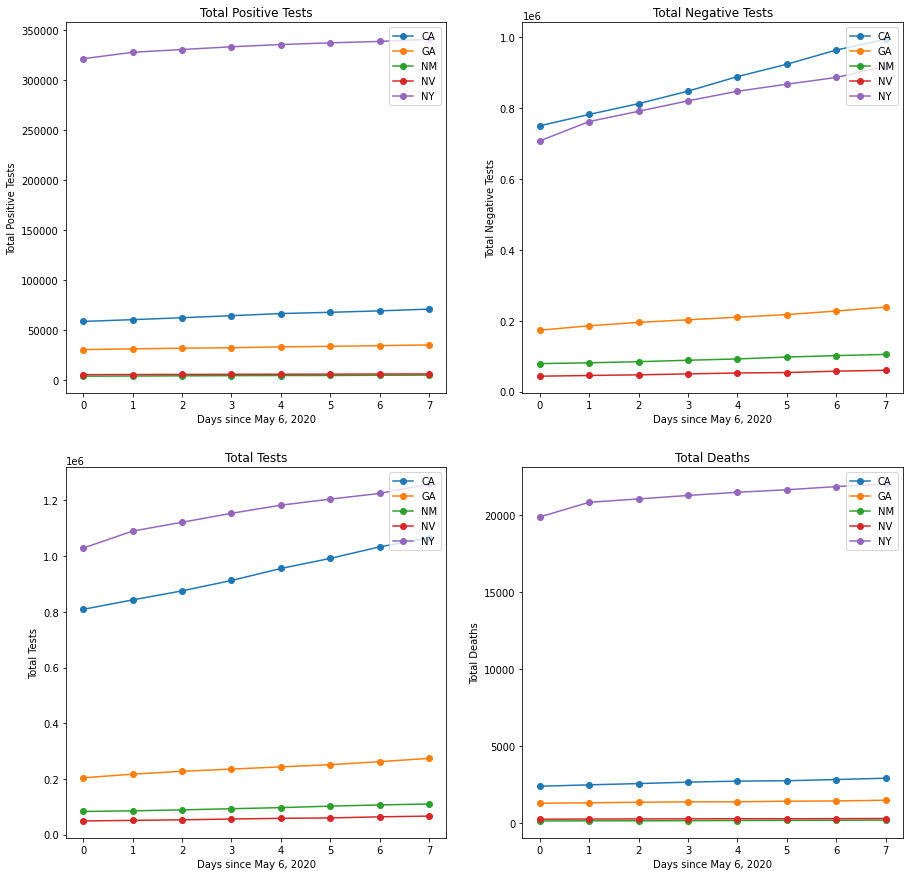 Total Positive Tests
350000
300000
250000
200000
150000
100000
50000
0
Total Positive Tests
0 1 2 3 4 5 6 7
Days since May 6, 2020
CA
GA
NM
NV
NY
Total Negative Tests
1e6
1.0
0.8
0.6
0.4
0.2
0.0
Total Negative Tests
0 1 2 3 4 5 6 7
Days since May 6, 2020
CA
GA
NM
NV
NY
Total Tests
1e6
1.2
1.0
0.8
0.6
0.4
0.2
0.0
Total Tests
0 1 2 3 4 5 6 7
Days since May 6, 2020
CA
GA
NM
NV
NY
Total Deaths
20000
15000
10000
5000
0
Total Deaths
0 1 2 3 4 5 6 7
Days since May 6, 2020
CA
GA
NM
NV
NY